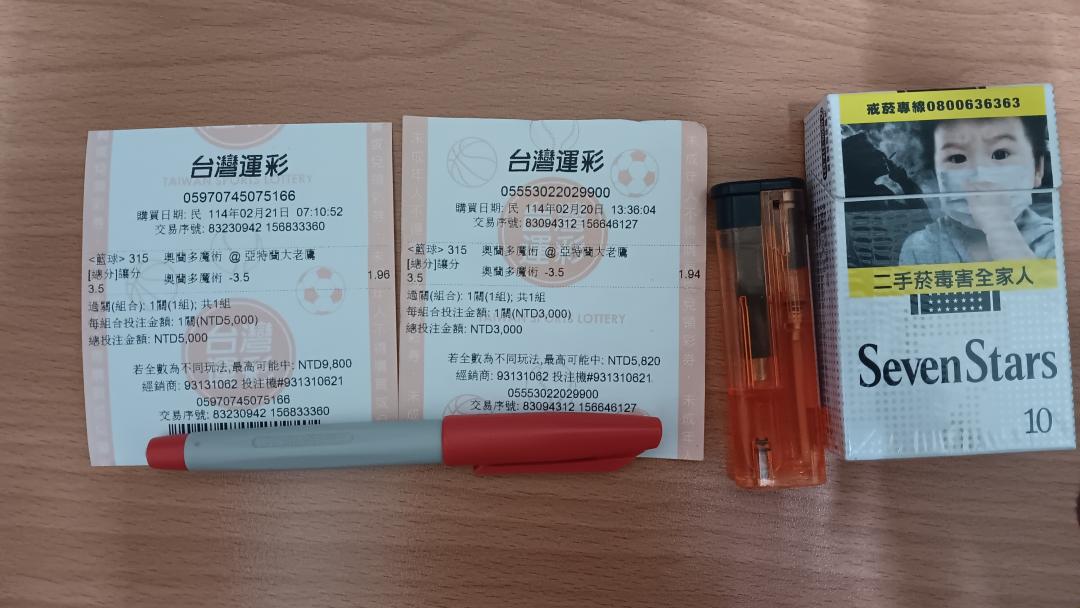 台灣運彩
TAIWAN SPORTS LOTTERY
05970745075166
購買日期: 民 114年02月21日 07:10:52
交易序號: 83230942 156833360
<籃球> 315 奧蘭多魔術 @ 亞特蘭大老鷹
[總分]讓分
3.5 奧蘭多魔術 -3.5 1.96
過關(組合): 1關(1組); 共1組
每組合投注金額: 1關(NTD5,000)
總投注金額: NTD5,000
若全數為不同玩法,最高可能中: NTD9,800
經銷商: 93131062 投注機#931310621
05970745075166
交易序號: 83230942 156833360
台灣運彩
05553022029900
購買日期: 民 114年02月20日 13:36:04
交易序號: 83094312 156646127
<籃球> 315 奧蘭多魔術 @ 亞特蘭大老鷹
[總分]讓分
3.5 奧蘭多魔術 -3.5 1.94
過關(組合): 1關(1組); 共1組
每組合投注金額: 1關(NTD3,000)
總投注金額: NTD3,000
若全數為不同玩法,最高可能中: NTD5,820
經銷商: 93131062 投注機#931310621
05553022029900
交易序號: 83094312 156646127
戒菸專線0800636363
二手菸毒害全家人
SevenStars
10